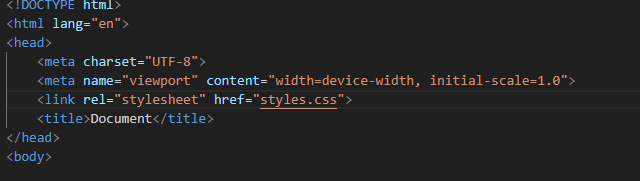 <!DOCTYPE html>
<html lang="en">
<head>
<meta charset="UTF-8">
<meta name="viewport" content="width=device-width, initial-scale=1.0">
<link rel="stylesheet" href="styles.css">
<title>Document</title>
</head>
<body>